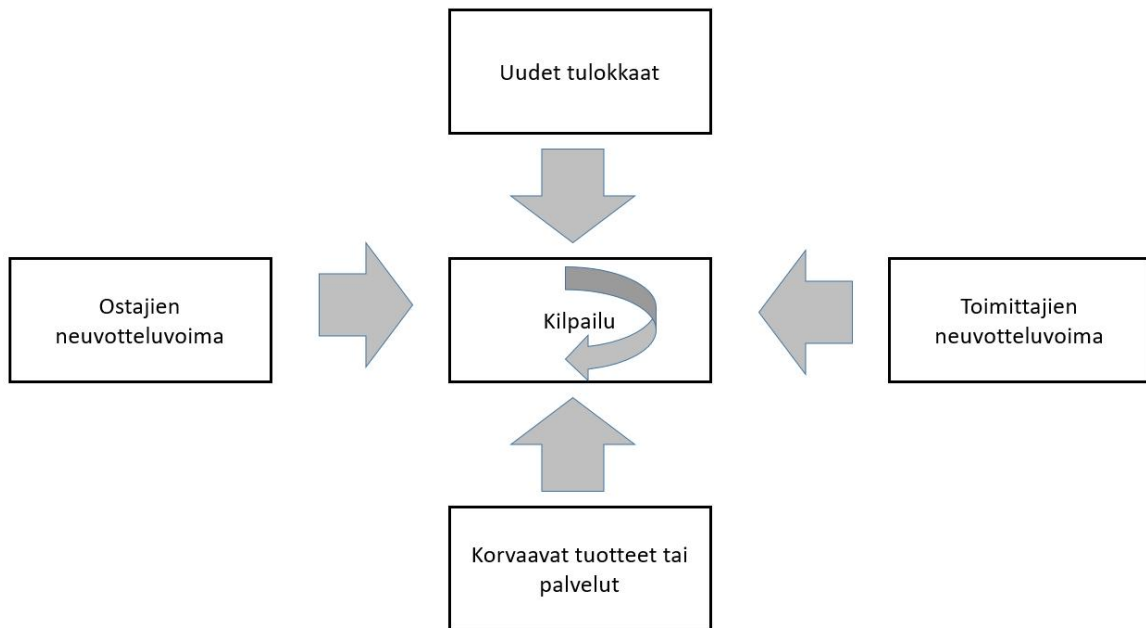 Uudet tulokkaat
Ostajien
neuvotteluvoima
Kilpailu
Toimittajien
neuvotteluvoima
Korvaavat tuotteet tai
palvelut